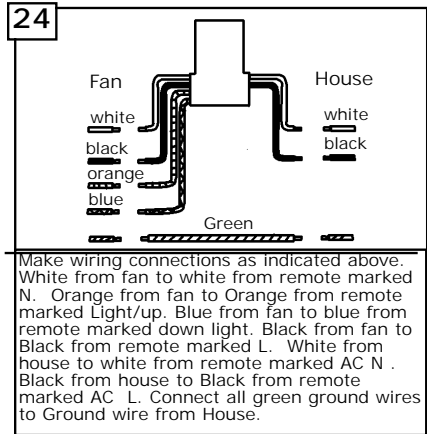 24
Fan House
white white
black black
orange
blue
Green
Make wiring connections as indicated above.
White from fan to white from remote marked
N. Orange from fan to Orange from remote
marked Light/up. Blue from fan to blue from
remote marked down light. Black from fan to
Black from remote marked L. White from
house to white from remote marked AC N .
Black from house to Black from remote
marked AC L. Connect all green ground wires
to Ground wire from House.